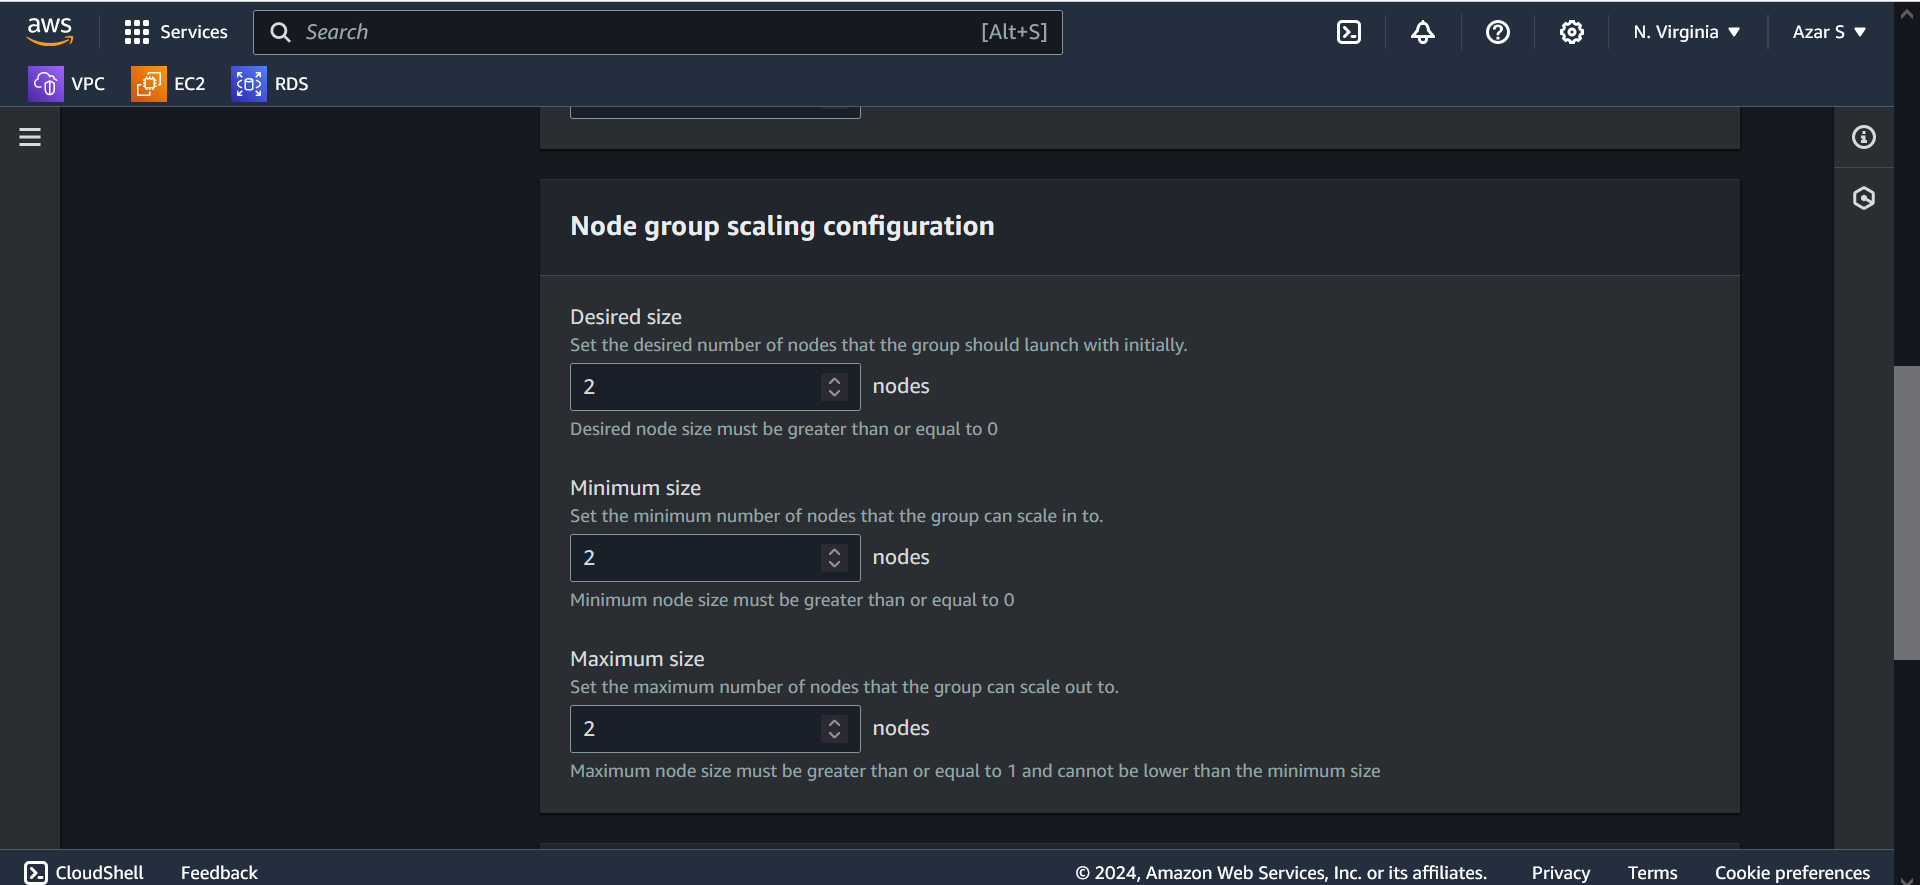 aws
Services
Search
[Alt+S]
N. Virginia
Azar S
VPC
EC2
RDS
Node group scaling configuration
Desired size
Set the desired number of nodes that the group should launch with initially.
2
nodes
Desired node size must be greater than or equal to 0
Minimum size
Set the minimum number of nodes that the group can scale in to.
2
nodes
Minimum node size must be greater than or equal to 0
Maximum size
Set the maximum number of nodes that the group can scale out to.
2
nodes
Maximum node size must be greater than or equal to 1 and cannot be lower than the minimum size
CloudShell
Feedback
© 2024, Amazon Web Services, Inc. or its affiliates.
Privacy
Terms
Cookie preferences